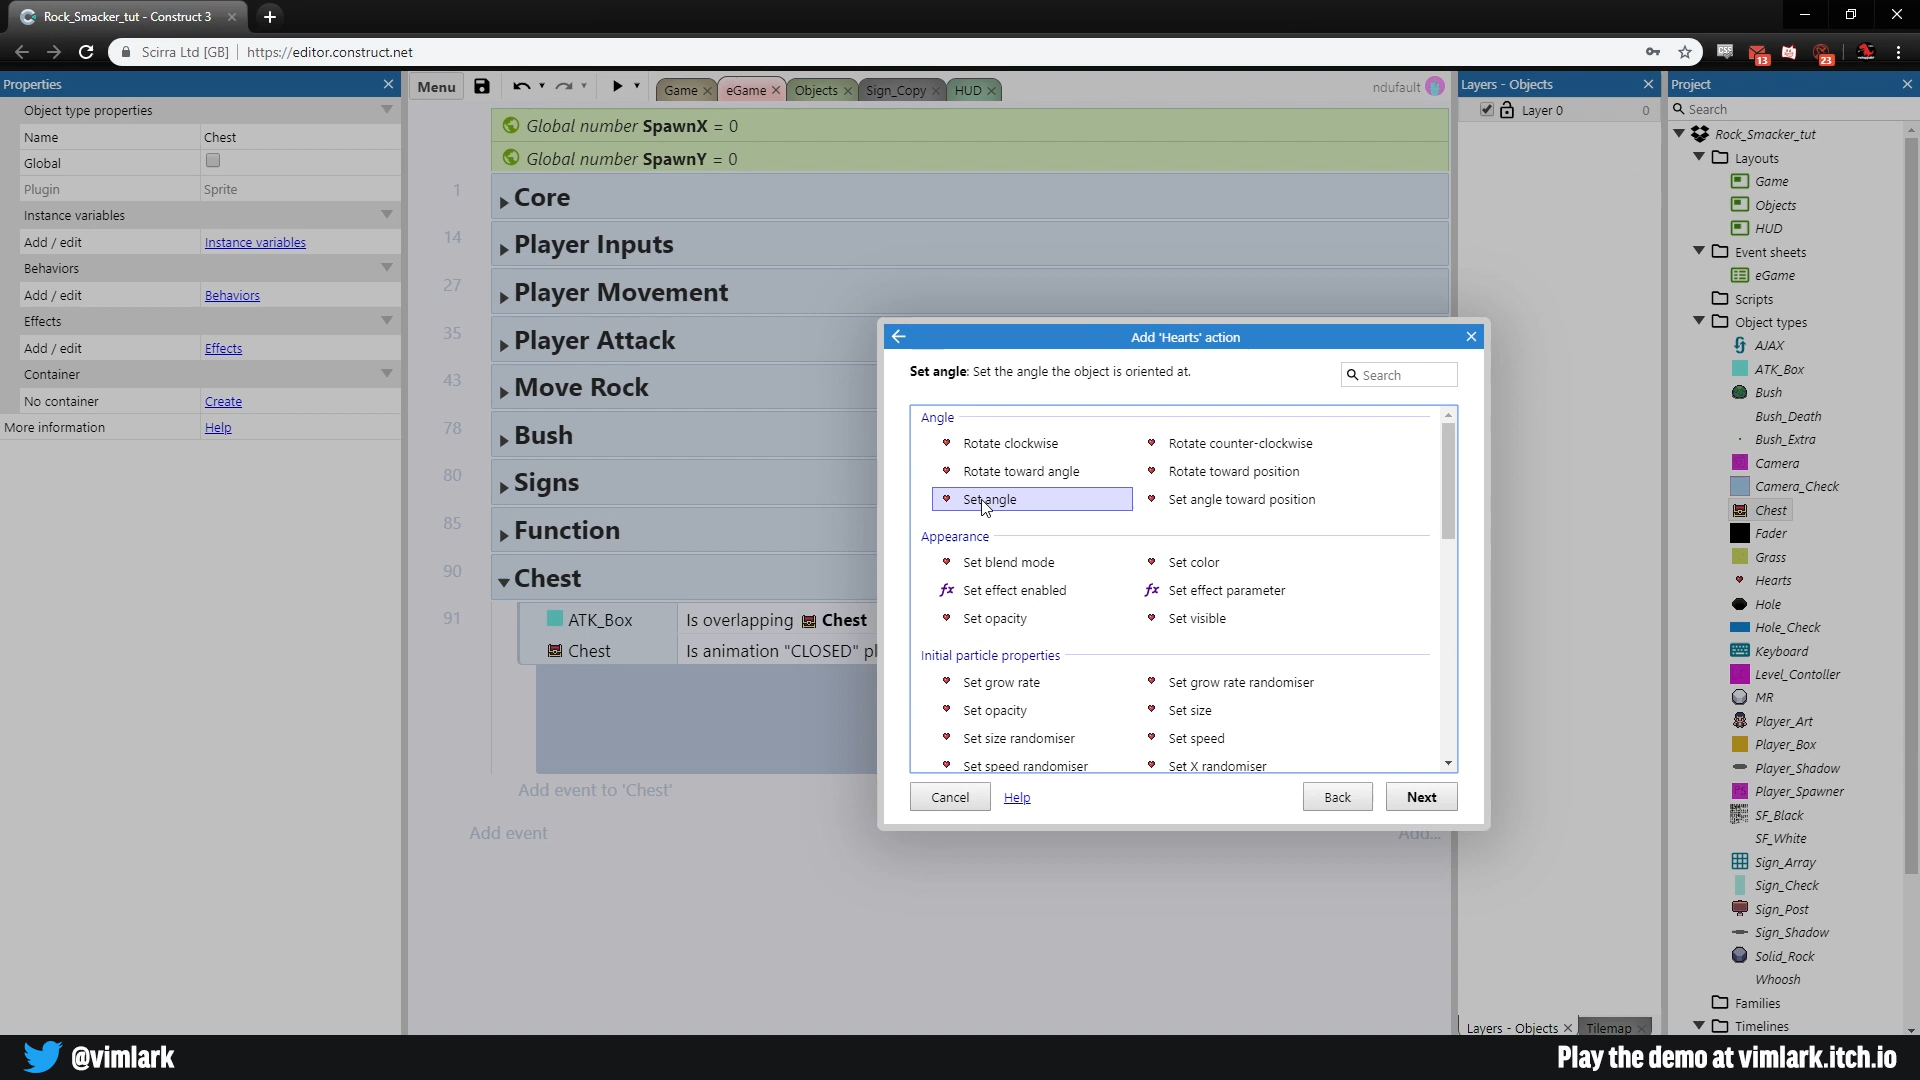 Rock_Smacker_tut - Construct 3
Scirra Ltd [GB] https://editor.construct.net
13
23
Properties
Menu
Game
eGame
Objects
Sign_Copy
HUD
ndufault
Layers - Objects
Project
Object type properties
Name Chest
Global
Plugin Sprite
Instance variables
Add / edit Instance variables
Behaviors
Add / edit Behaviors
Effects
Add / edit Effects
Container
No container Create
More information Help
Global number SpawnX = 0
Global number SpawnY = 0
1 Core
14 Player Inputs
27 Player Movement
35 Player Attack
43 Move Rock
78 Bush
80 Signs
85 Function
90 Chest
91 ATK_Box Is overlapping Chest
Chest Is animation "CLOSED" pl
Add event to 'Chest'
Add event
Add...
Add 'Hearts' action
Set angle: Set the angle the object is oriented at.
Search
Angle
Rotate clockwise Rotate counter-clockwise
Rotate toward angle Rotate toward position
Set angle Set angle toward position
Appearance
Set blend mode Set color
fx Set effect enabled fx Set effect parameter
Set opacity Set visible
Initial particle properties
Set grow rate Set grow rate randomiser
Set opacity Set size
Set size randomiser Set speed
Set speed randomiser Set X randomiser
Cancel Help Back Next
Layer 0 0
Layers - Objects Tilemap
Search
Rock_Smacker_tut
Layouts
Game
Objects
HUD
Event sheets
eGame
Scripts
Object types
AJAX
ATK_Box
Bush
Bush_Death
Bush_Extra
Camera
Camera_Check
Chest
Fader
Grass
Hearts
Hole
Hole_Check
Keyboard
Level_Contoller
MR
Player_Art
Player_Box
Player_Shadow
PS Player_Spawner
SF_Black
SF_White
Sign_Array
Sign_Check
Sign_Post
Sign_Shadow
Solid_Rock
Whoosh
Families
Timelines
@vimlark
Play the demo at vimlark.itch.io